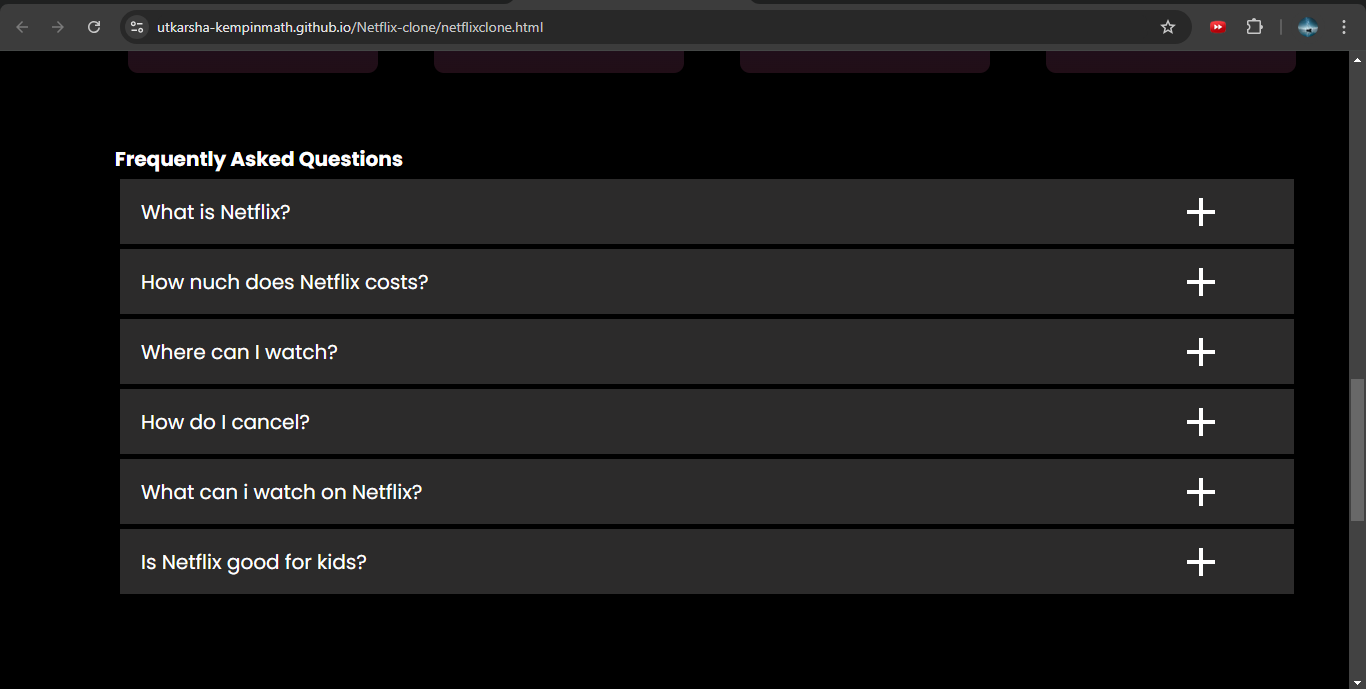 utkarsha-kempinmath.github.io/Netflix-clone/netflixclone.html
Frequently Asked Questions
What is Netflix?
How nuch does Netflix costs?
Where can I watch?
How do I cancel?
What can i watch on Netflix?
Is Netflix good for kids?